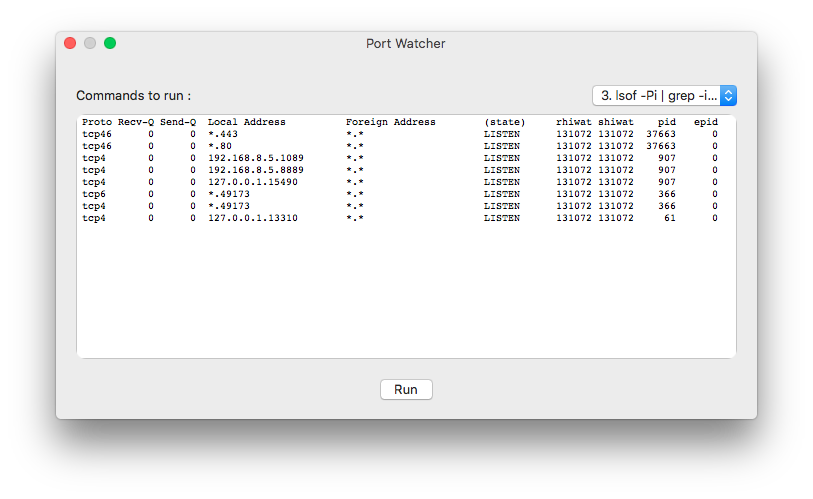 Port Watcher
Commands to run :
3. lsof -Pi | grep -i...
Proto Recv-Q Send-Q  Local Address          Foreign Address        (state)     rhiwat shiwat    pid   epid
tcp46      0      0  *.443                  *.*                    LISTEN      131072 131072  37663      0
tcp46      0      0  *.80                   *.*                    LISTEN      131072 131072  37663      0
tcp4       0      0  192.168.8.5.1089       *.*                    LISTEN      131072 131072    907      0
tcp4       0      0  192.168.8.5.8889       *.*                    LISTEN      131072 131072    907      0
tcp4       0      0  127.0.0.1.15490        *.*                    LISTEN      131072 131072    907      0
tcp6       0      0  *.49173                *.*                    LISTEN      131072 131072    366      0
tcp4       0      0  *.49173                *.*                    LISTEN      131072 131072    366      0
tcp4       0      0  127.0.0.1.13310        *.*                    LISTEN      131072 131072     61      0
Run